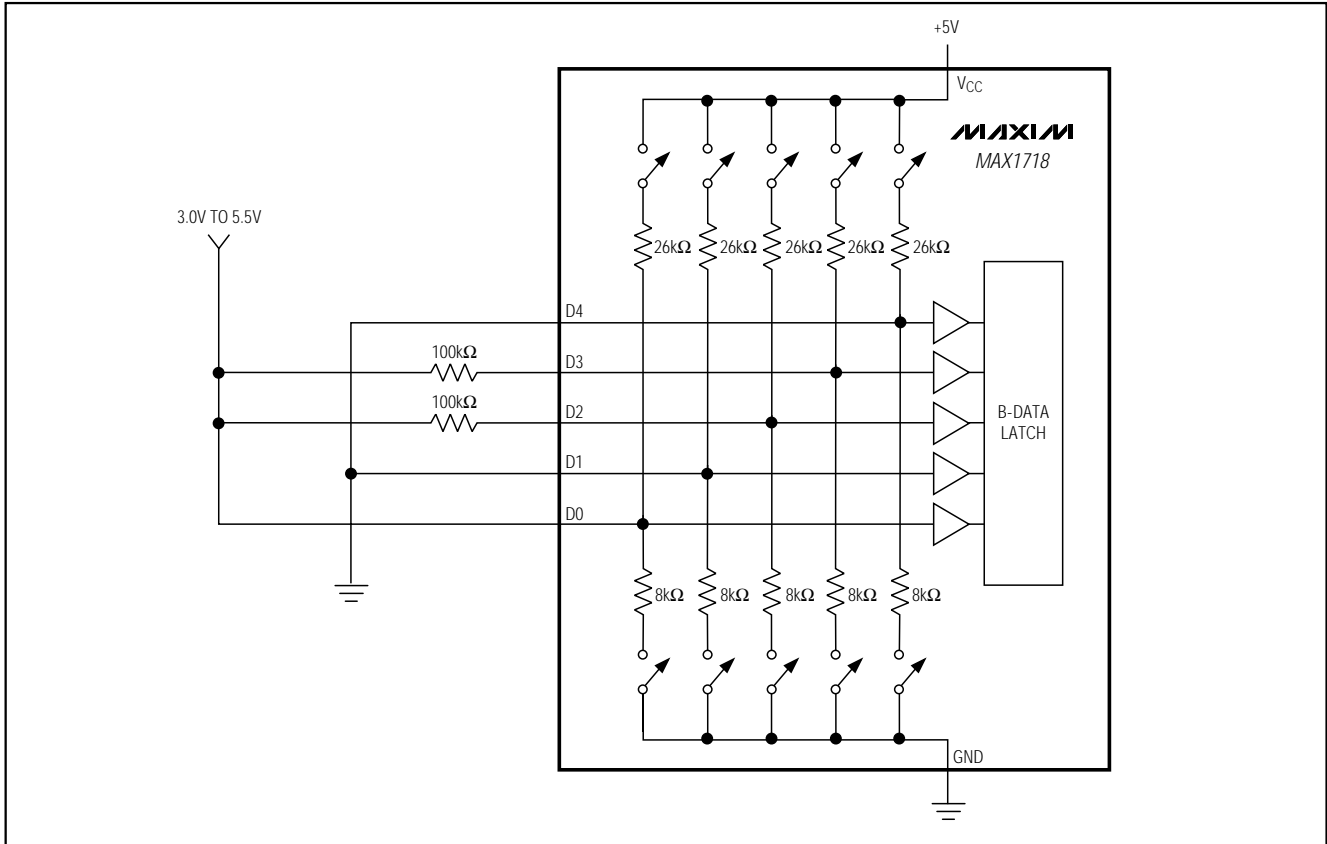 +5V
VCC
MAXIM
MAX1718
3.0V TO 5.5V
26kΩ 26kΩ 26kΩ 26kΩ 26kΩ
D4
100kΩ
D3
100kΩ
D2
B-DATA
LATCH
D1
D0
8kΩ 8kΩ 8kΩ 8kΩ 8kΩ
GND